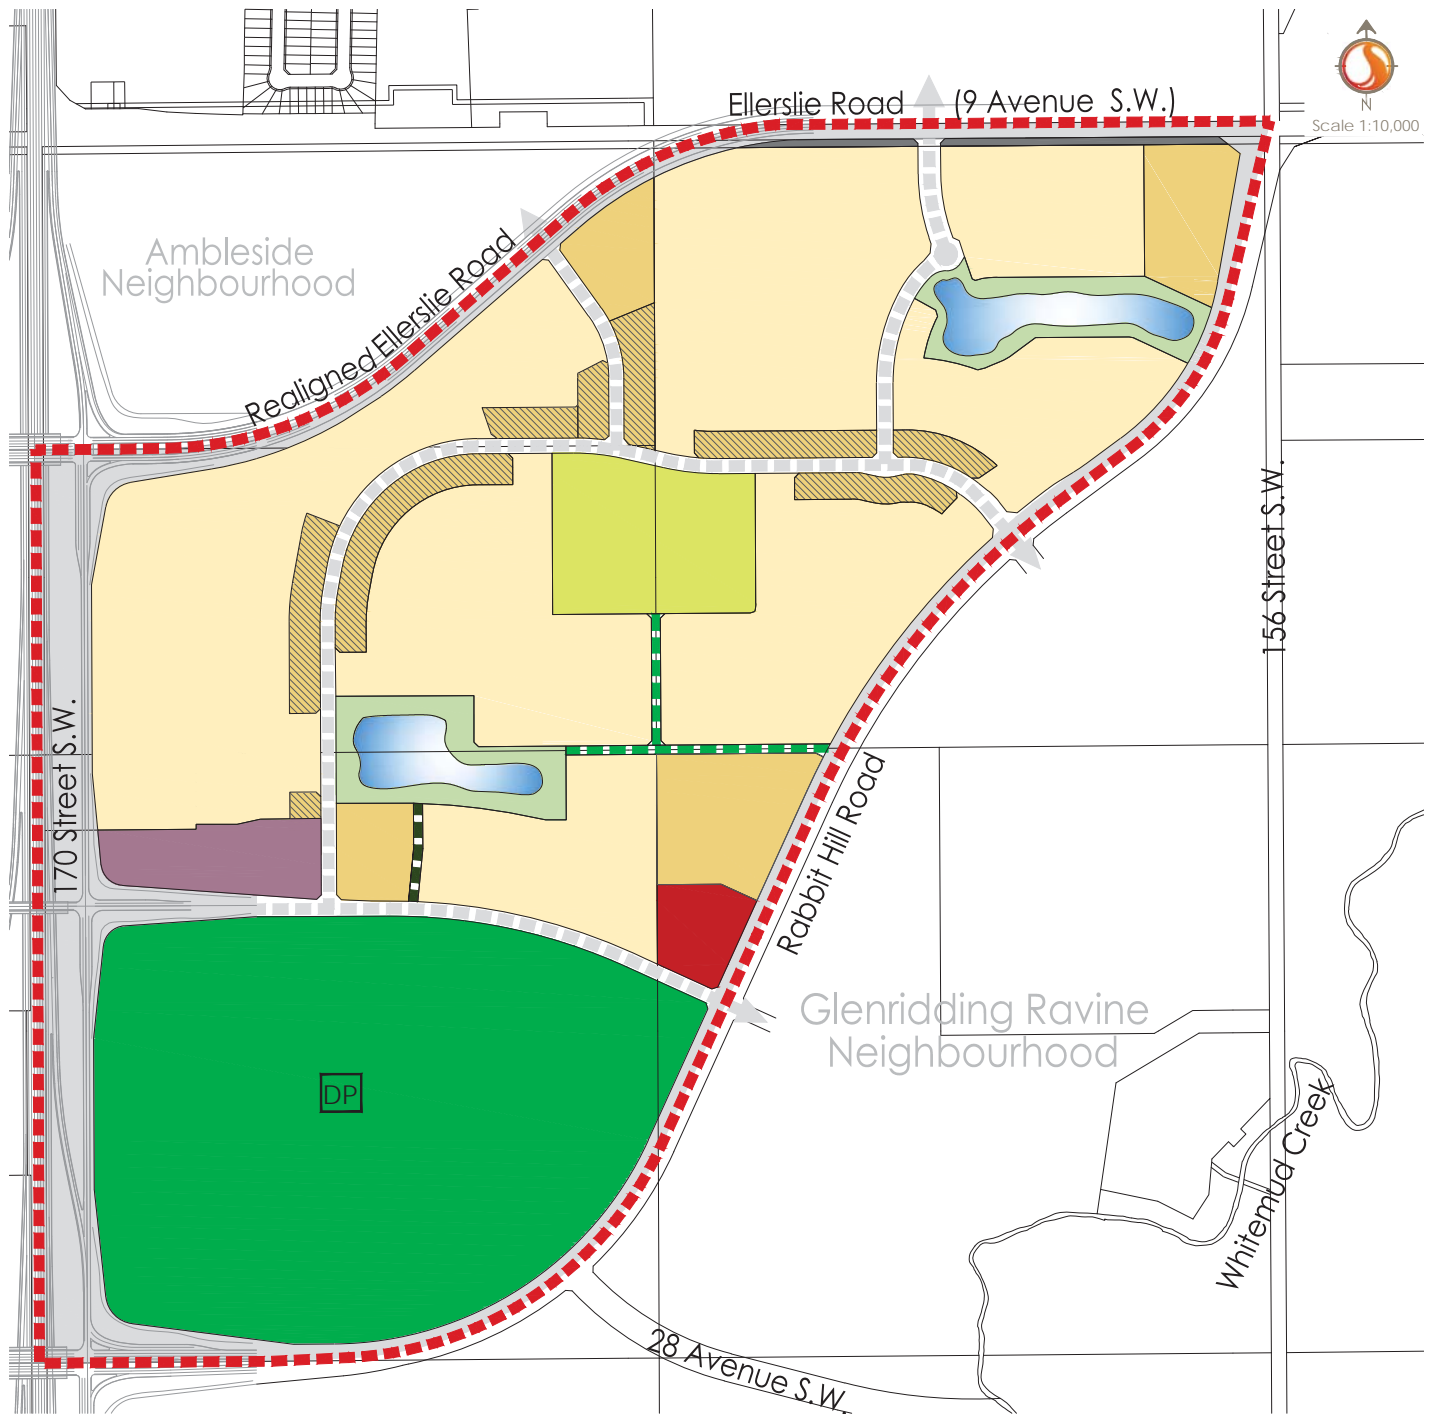 Ellerslie Road (9 Avenue S.W.)
N
Scale 1:10,000
Ambleside
Neighbourhood
Realigned Ellerslie Road
156 Street S.W.
170 Street S.W.
Rabbit Hill Road
Glenridding Ravine
Neighbourhood
DP
Whitemud Creek
28 Avenue S.W.